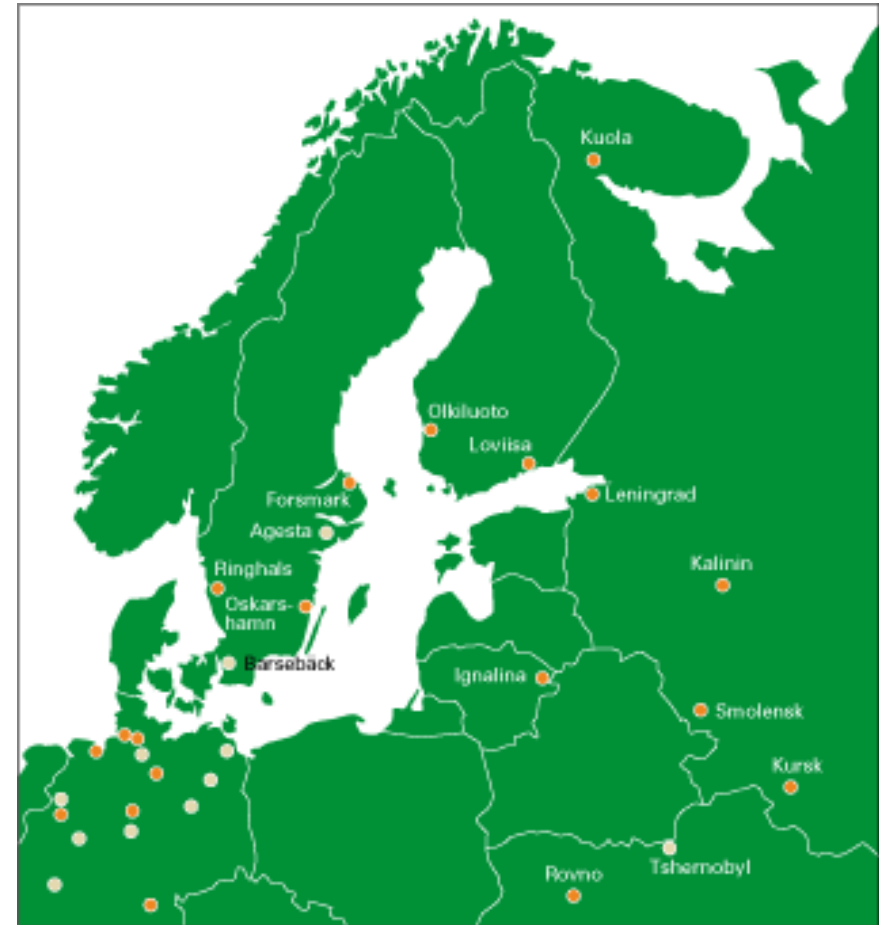 Kuola
Olkiluoto
Loviisa
Forsmark
Leningrad
Agesta
Kalinin
Ringhals
Oskars-
hamn
Barsebäck
Ignalina
Smolensk
Kursk
Tshernobyl
Rovno